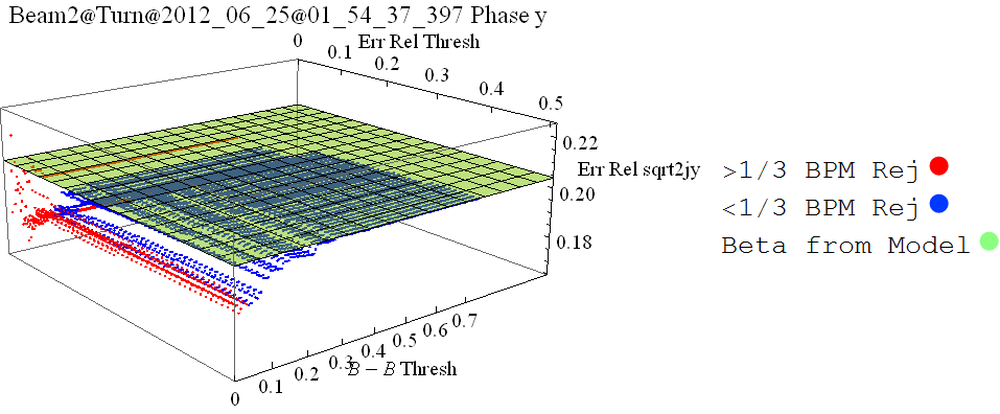 Beam2@Turn@2012_06_25@01_54_37_397 Phase y
0
0.1
Err Rel Thresh
0.2
0.3
0.4
0.5
0.22
Err Rel sqrt2jy
0.20
0.18
>1/3 BPM Rej
<1/3 BPM Rej
Beta from Model
0.7
0.6
0.5
0.4
0.3
B − B Thresh
0.2
0.1
0